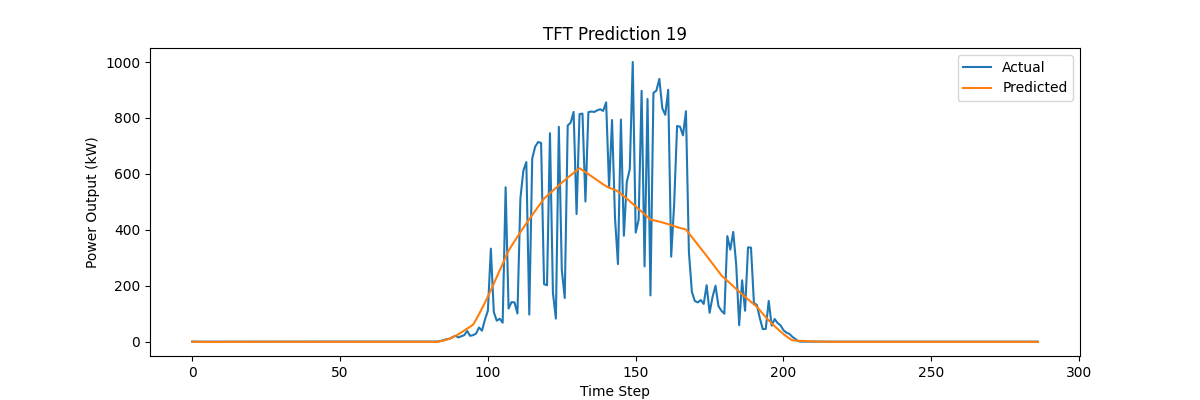 TFT Prediction 19
Power Output (kW)
1000
800
600
400
200
0
Actual
Predicted
0 50 100 150 200 250 300
Time Step